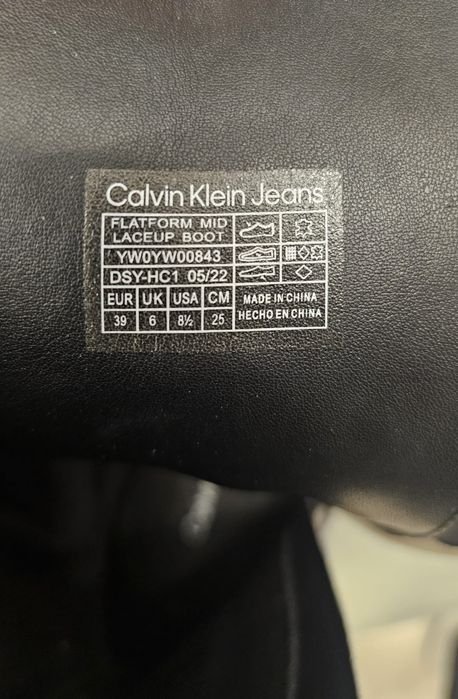 Calvin Klein Jeans
FLATFORM MID
LACEUP BOOT
YW0YW00843
DSY-HC1 05/22
EUR UK USA CM
39 6 8½ 25
MADE IN CHINA
HECHO EN CHINA